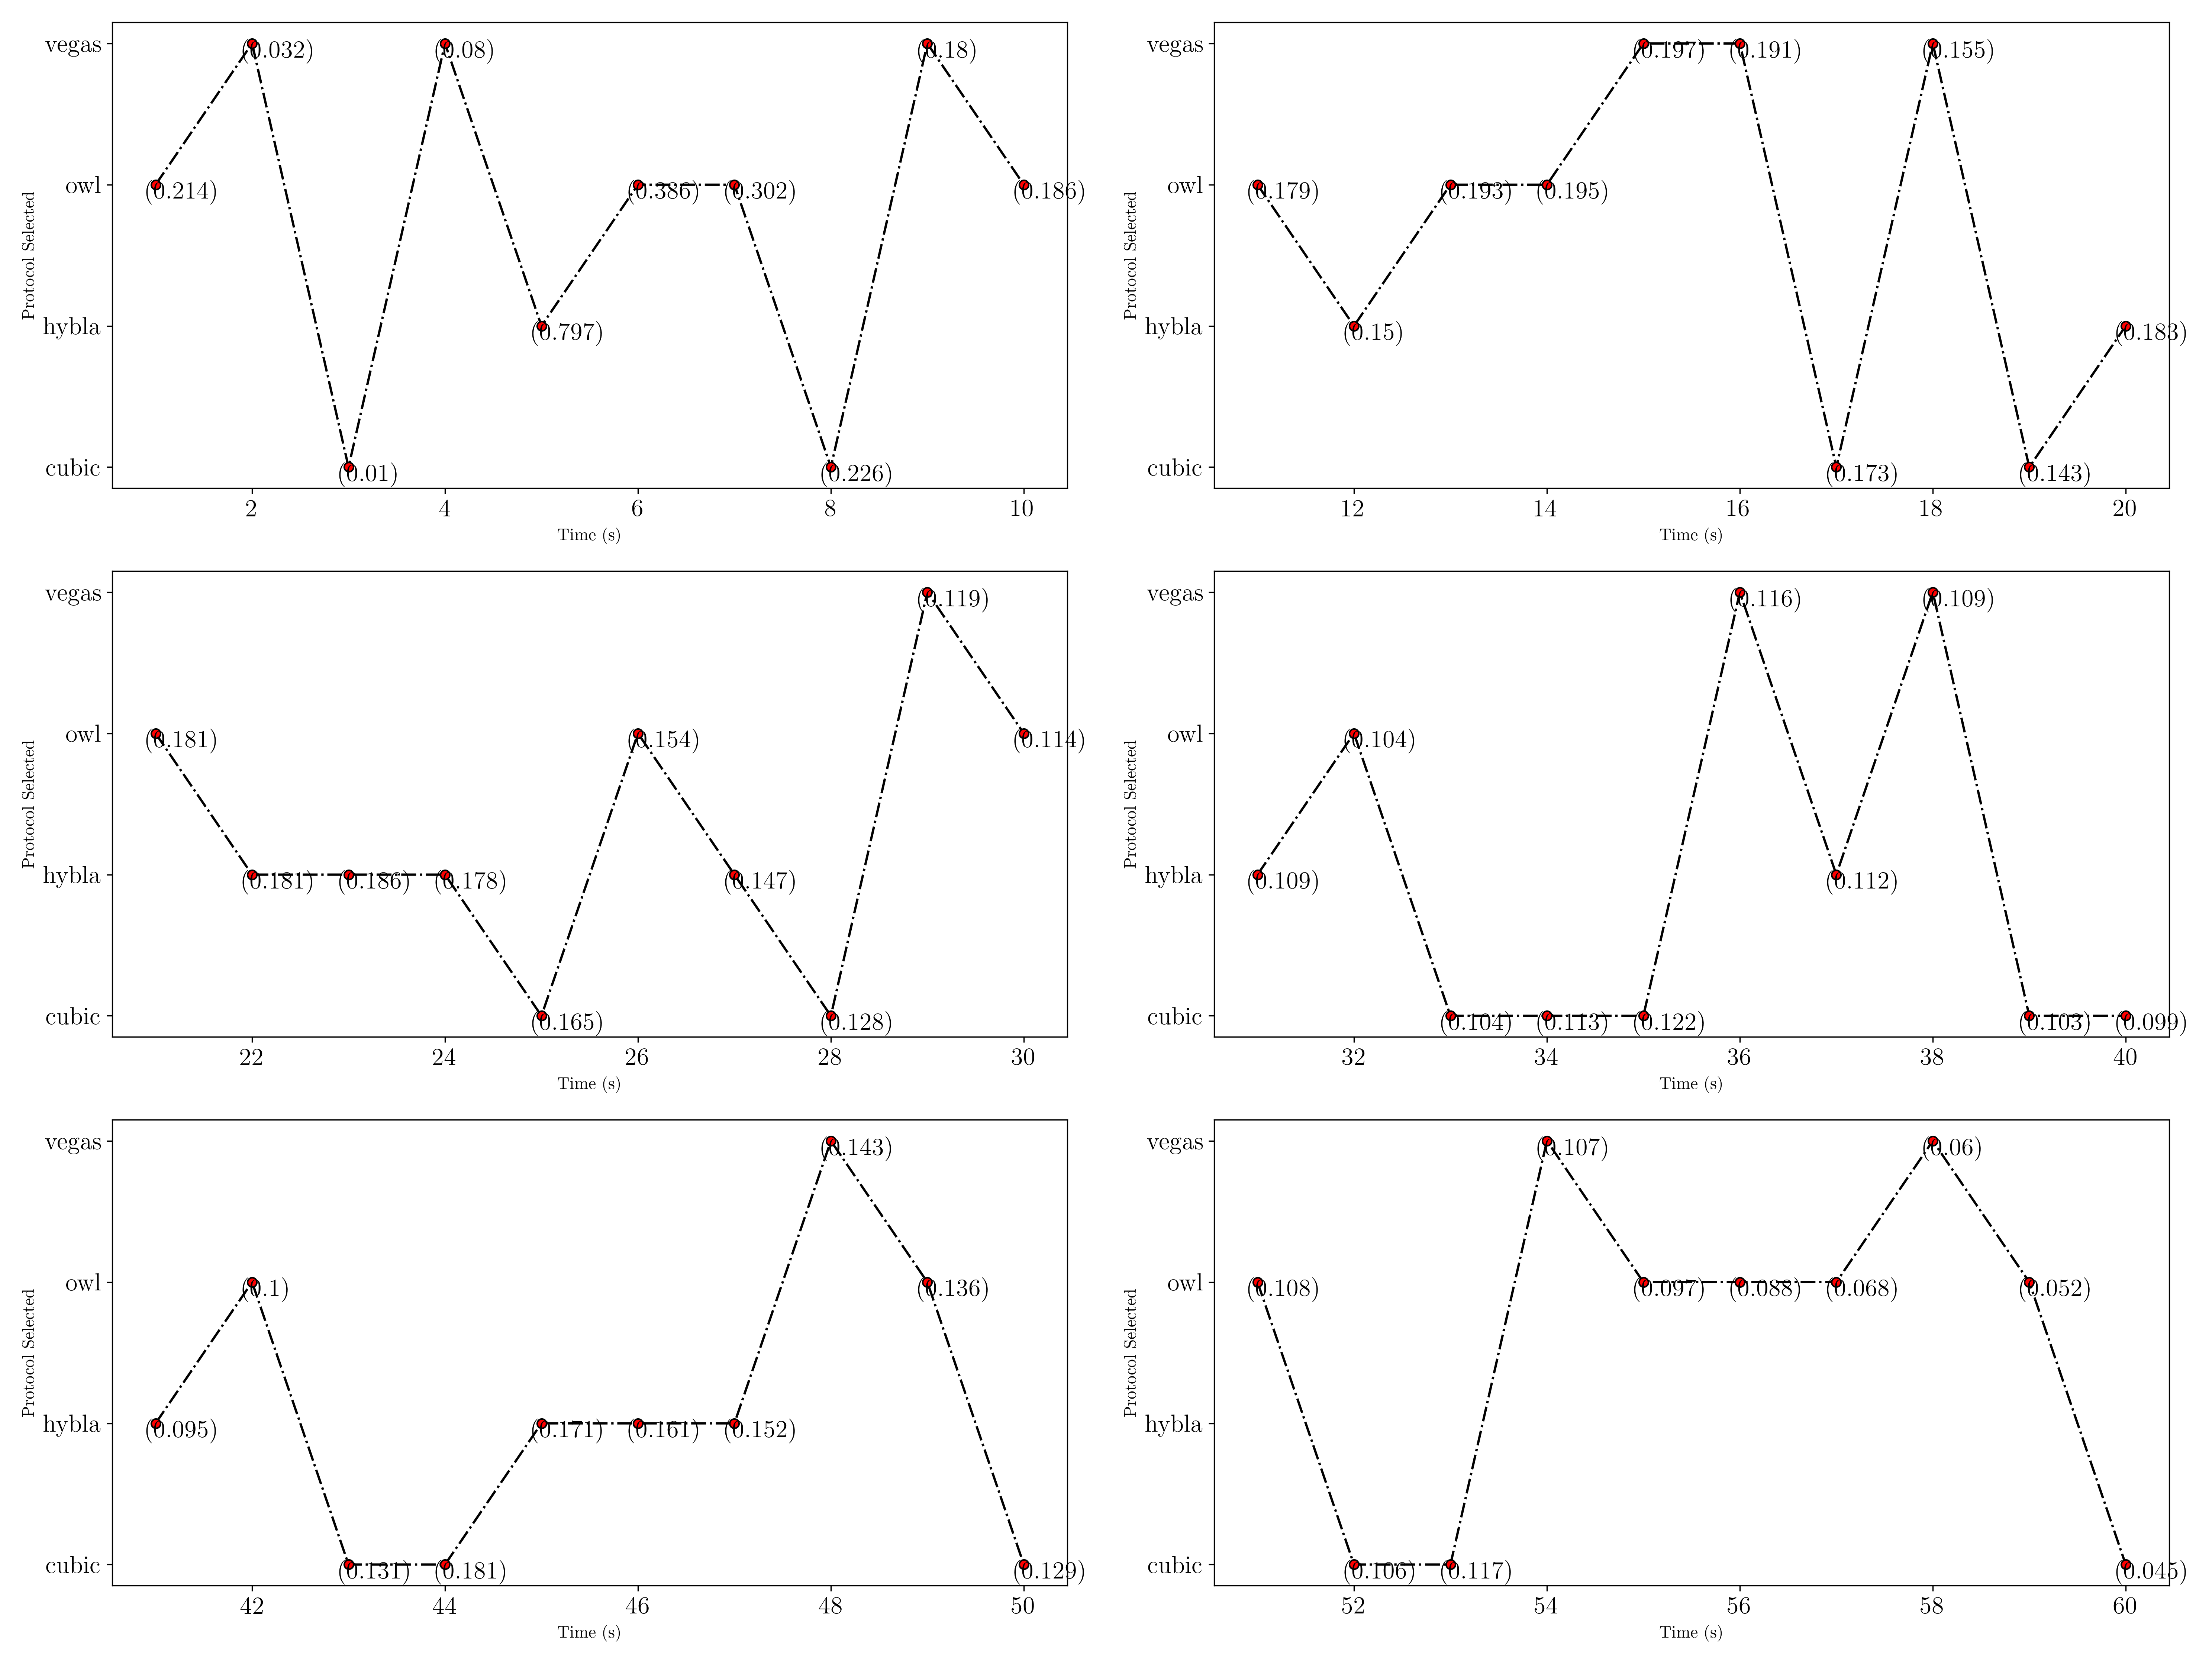 vegas
owl
hybla
cubic
Protocol Selected
(0.214)
(0.032)
(0.01)
(0.08)
(0.797)
(0.386)
(0.302)
(0.226)
(0.18)
(0.186)
2 4 6 8 10
Time (s)
vegas
owl
hybla
cubic
Protocol Selected
(0.179)
(0.15)
(0.193)
(0.195)
(0.197)
(0.191)
(0.173)
(0.155)
(0.143)
(0.183)
12 14 16 18 20
Time (s)
vegas
owl
hybla
cubic
Protocol Selected
(0.181)
(0.181)
(0.186)
(0.178)
(0.165)
(0.154)
(0.147)
(0.128)
(0.119)
(0.114)
22 24 26 28 30
Time (s)
vegas
owl
hybla
cubic
Protocol Selected
(0.109)
(0.104)
(0.104)
(0.113)
(0.122)
(0.116)
(0.112)
(0.109)
(0.103)
(0.099)
32 34 36 38 40
Time (s)
vegas
owl
hybla
cubic
Protocol Selected
(0.095)
(0.1)
(0.131)
(0.181)
(0.171)
(0.161)
(0.152)
(0.143)
(0.136)
(0.129)
42 44 46 48 50
Time (s)
vegas
owl
hybla
cubic
Protocol Selected
(0.108)
(0.106)
(0.117)
(0.107)
(0.097)
(0.088)
(0.068)
(0.06)
(0.052)
(0.045)
52 54 56 58 60
Time (s)